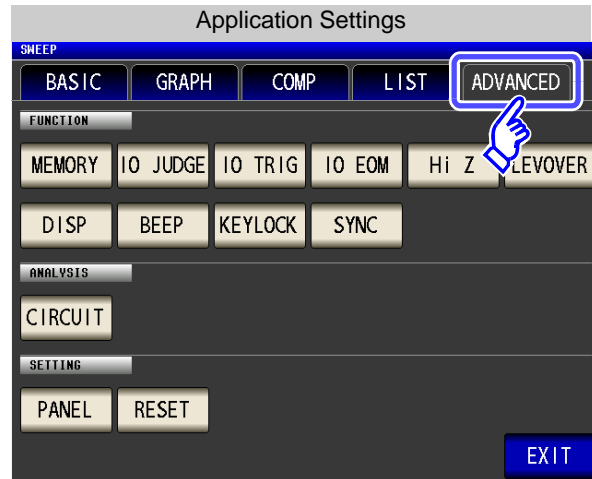 Application Settings
SWEEP
BASIC GRAPH COMP LIST ADVANCED
FUNCTION
MEMORY IO JUDGE IO TRIG IO EOM Hi Z LEVOVER
DISP BEEP KEYLOCK SYNC
ANALYSIS
CIRCUIT
SETTING
PANEL RESET
EXIT